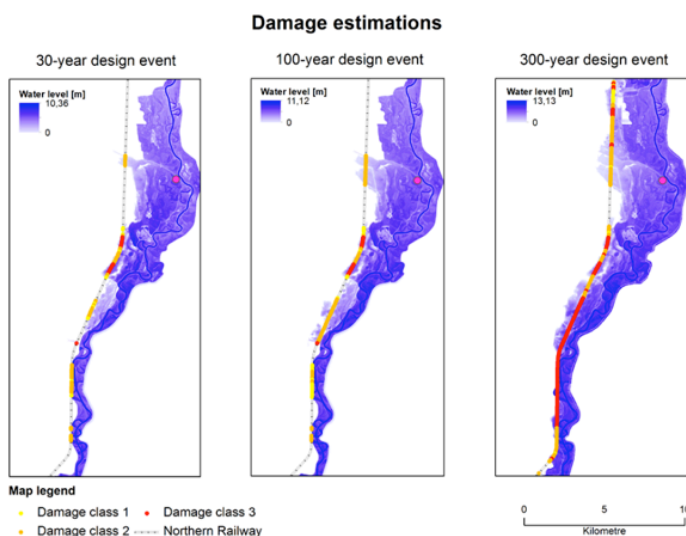 Damage estimations
30-year design event
100-year design event
300-year design event
Water level [m]
10,36
0
Water level [m]
11,12
0
Water level [m]
13,13
0
Map legend
Damage class 1
Damage class 3
Damage class 2
Northern Railway
0 5 10
Kilometre